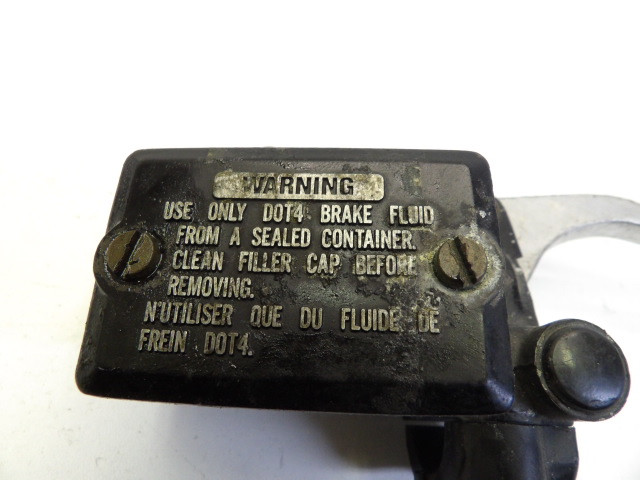 WARNING
USE ONLY DOT4 BRAKE FLUID
FROM A SEALED CONTAINER.
CLEAN FILLER CAP BEFORE
REMOVING.
N'UTILISER QUE DU FLUIDE DE
FREIN DOT4.